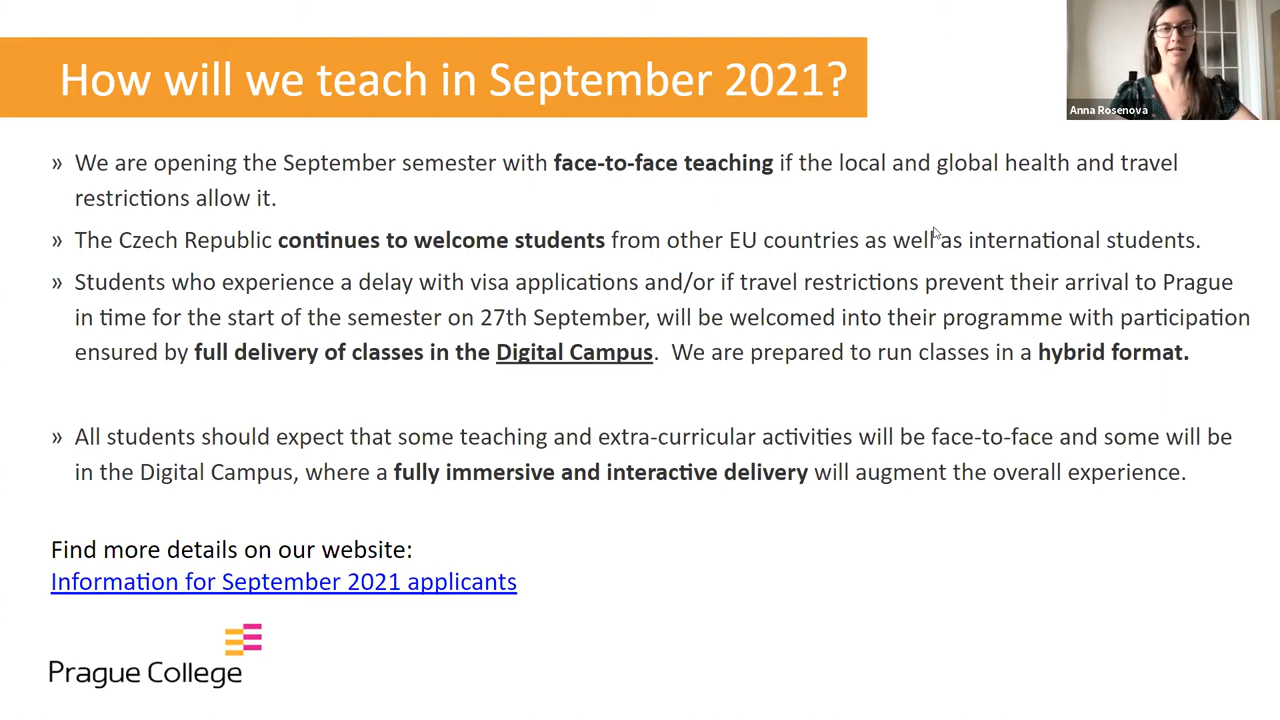 How will we teach in September 2021?
Anna Rosenova
» We are opening the September semester with face-to-face teaching if the local and global health and travel
restrictions allow it.
» The Czech Republic continues to welcome students from other EU countries as well as international students.
» Students who experience a delay with visa applications and/or if travel restrictions prevent their arrival to Prague
in time for the start of the semester on 27th September, will be welcomed into their programme with participation
ensured by full delivery of classes in the Digital Campus. We are prepared to run classes in a hybrid format.
» All students should expect that some teaching and extra-curricular activities will be face-to-face and some will be
in the Digital Campus, where a fully immersive and interactive delivery will augment the overall experience.
Find more details on our website:
Information for September 2021 applicants
Prague College